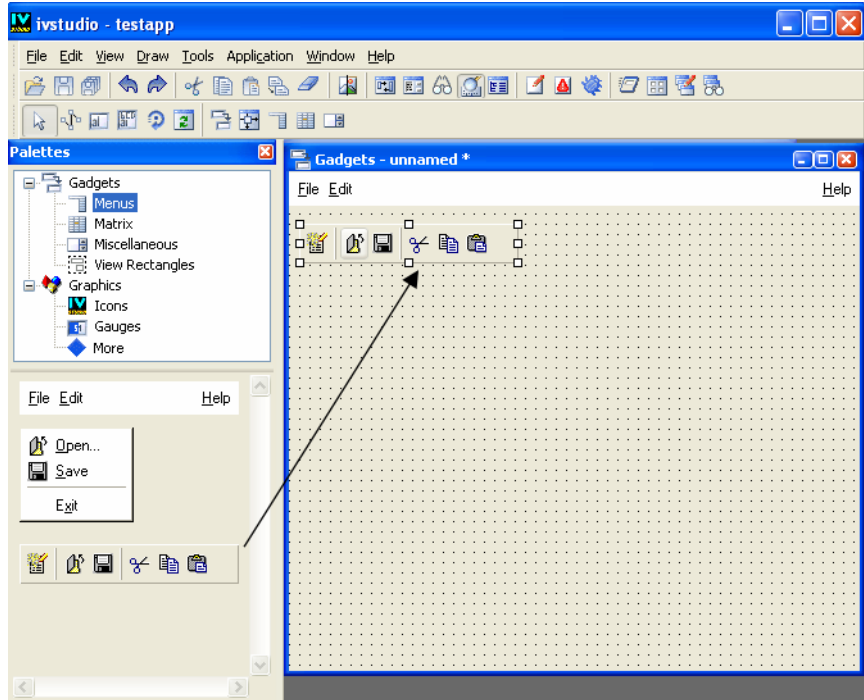 ivstudio - testapp
File Edit View Draw Tools Application Window Help
Palettes
Gadgets
Menus
Matrix
Miscellaneous
View Rectangles
Graphics
Icons
Gauges
More
File Edit Help
Open...
Save
Exit
Gadgets - unnamed *
File Edit Help